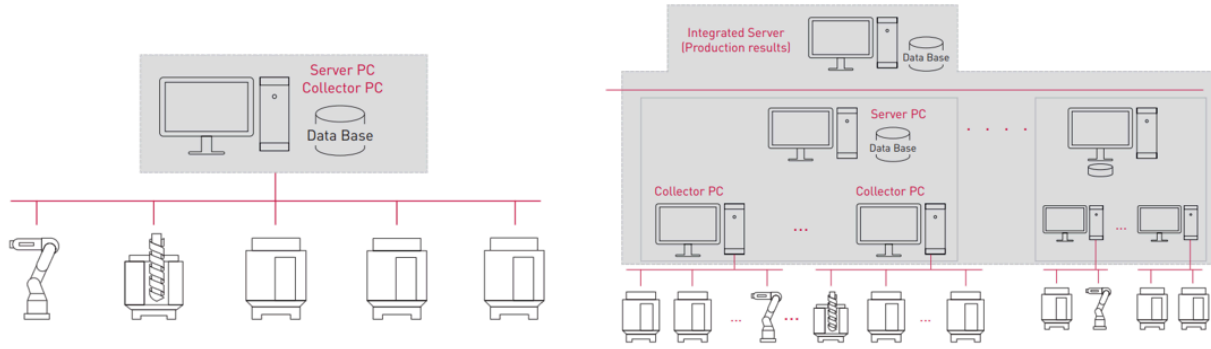 Server PC
Collector PC
Data Base
Integrated Server
(Production results)
Data Base
Server PC
Data Base
Collector PC
Collector PC